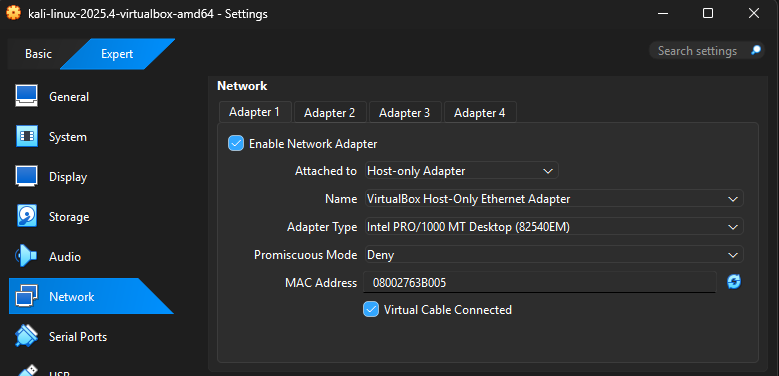 kali-linux-2025.4-virtualbox-amd64 - Settings
Basic Expert
Search settings
General
System
Display
Storage
Audio
Network
Serial Ports
USB
Network
Adapter 1 Adapter 2 Adapter 3 Adapter 4
Enable Network Adapter
Attached to Host-only Adapter
Name VirtualBox Host-Only Ethernet Adapter
Adapter Type Intel PRO/1000 MT Desktop (82540EM)
Promiscuous Mode Deny
MAC Address 08002763B005
Virtual Cable Connected